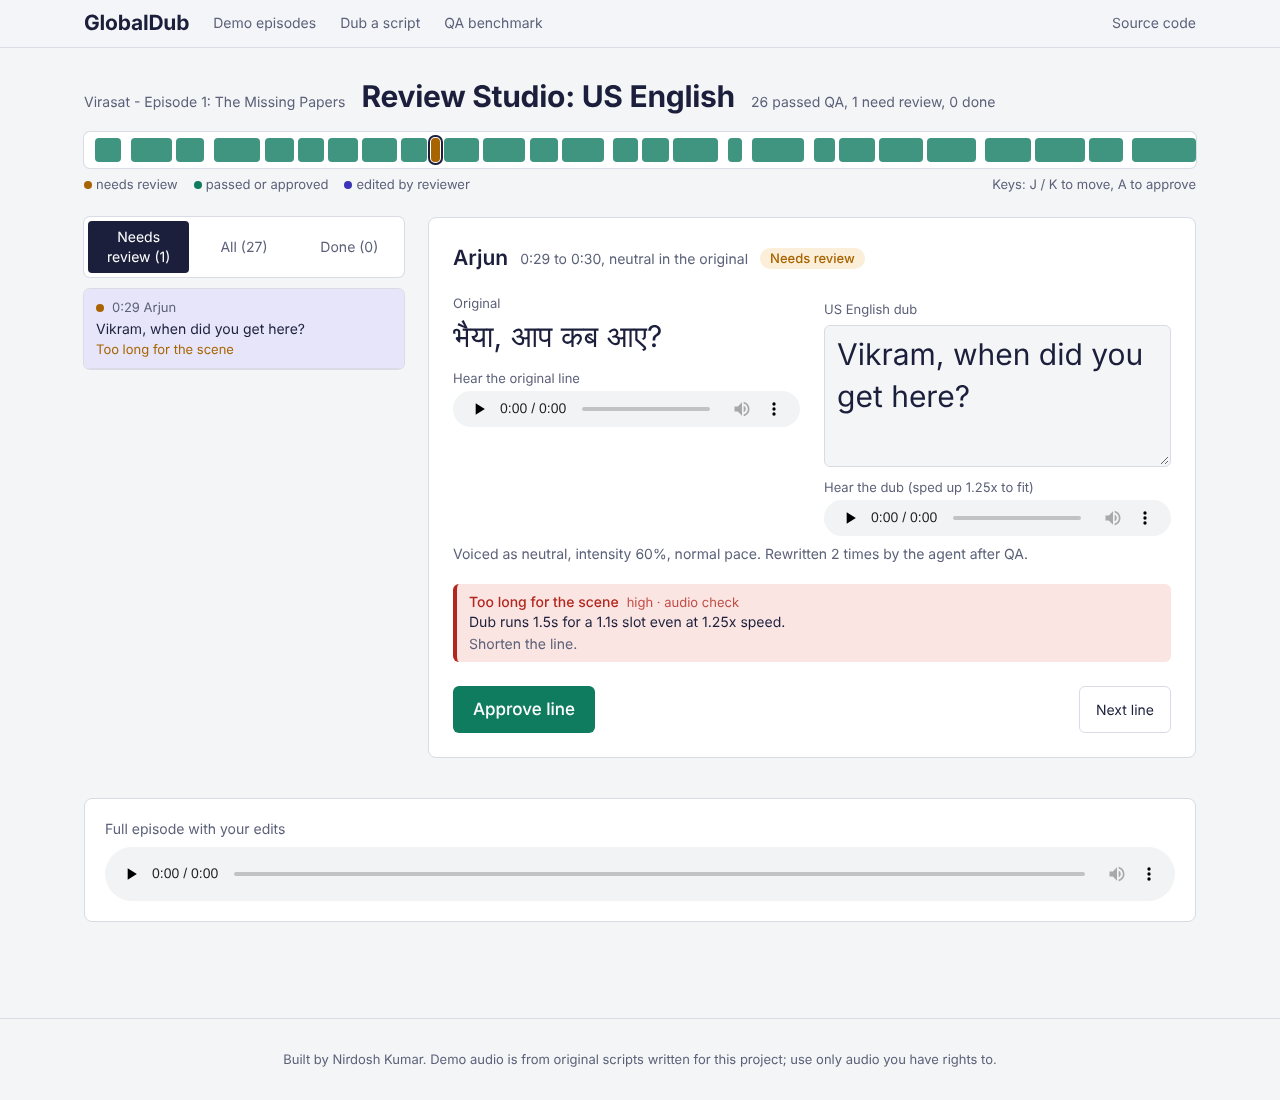 GlobalDub Demo episodes Dub a script QA benchmark Source code
Virasat - Episode 1: The Missing Papers Review Studio: US English 26 passed QA, 1 need review, 0 done
needs review passed or approved edited by reviewer Keys: J / K to move, A to approve
Needs review (1) All (27) Done (0)
0:29 Arjun
Vikram, when did you get here?
Too long for the scene
Arjun 0:29 to 0:30, neutral in the original Needs review
Original
भैया, आप कब आए?
Hear the original line
0:00 / 0:00
US English dub
Vikram, when did you
get here?
Hear the dub (sped up 1.25x to fit)
0:00 / 0:00
Voiced as neutral, intensity 60%, normal pace. Rewritten 2 times by the agent after QA.
Too long for the scene high · audio check
Dub runs 1.5s for a 1.1s slot even at 1.25x speed.
Shorten the line.
Approve line Next line
Full episode with your edits
0:00 / 0:00
Built by Nirdosh Kumar. Demo audio is from original scripts written for this project; use only audio you have rights to.